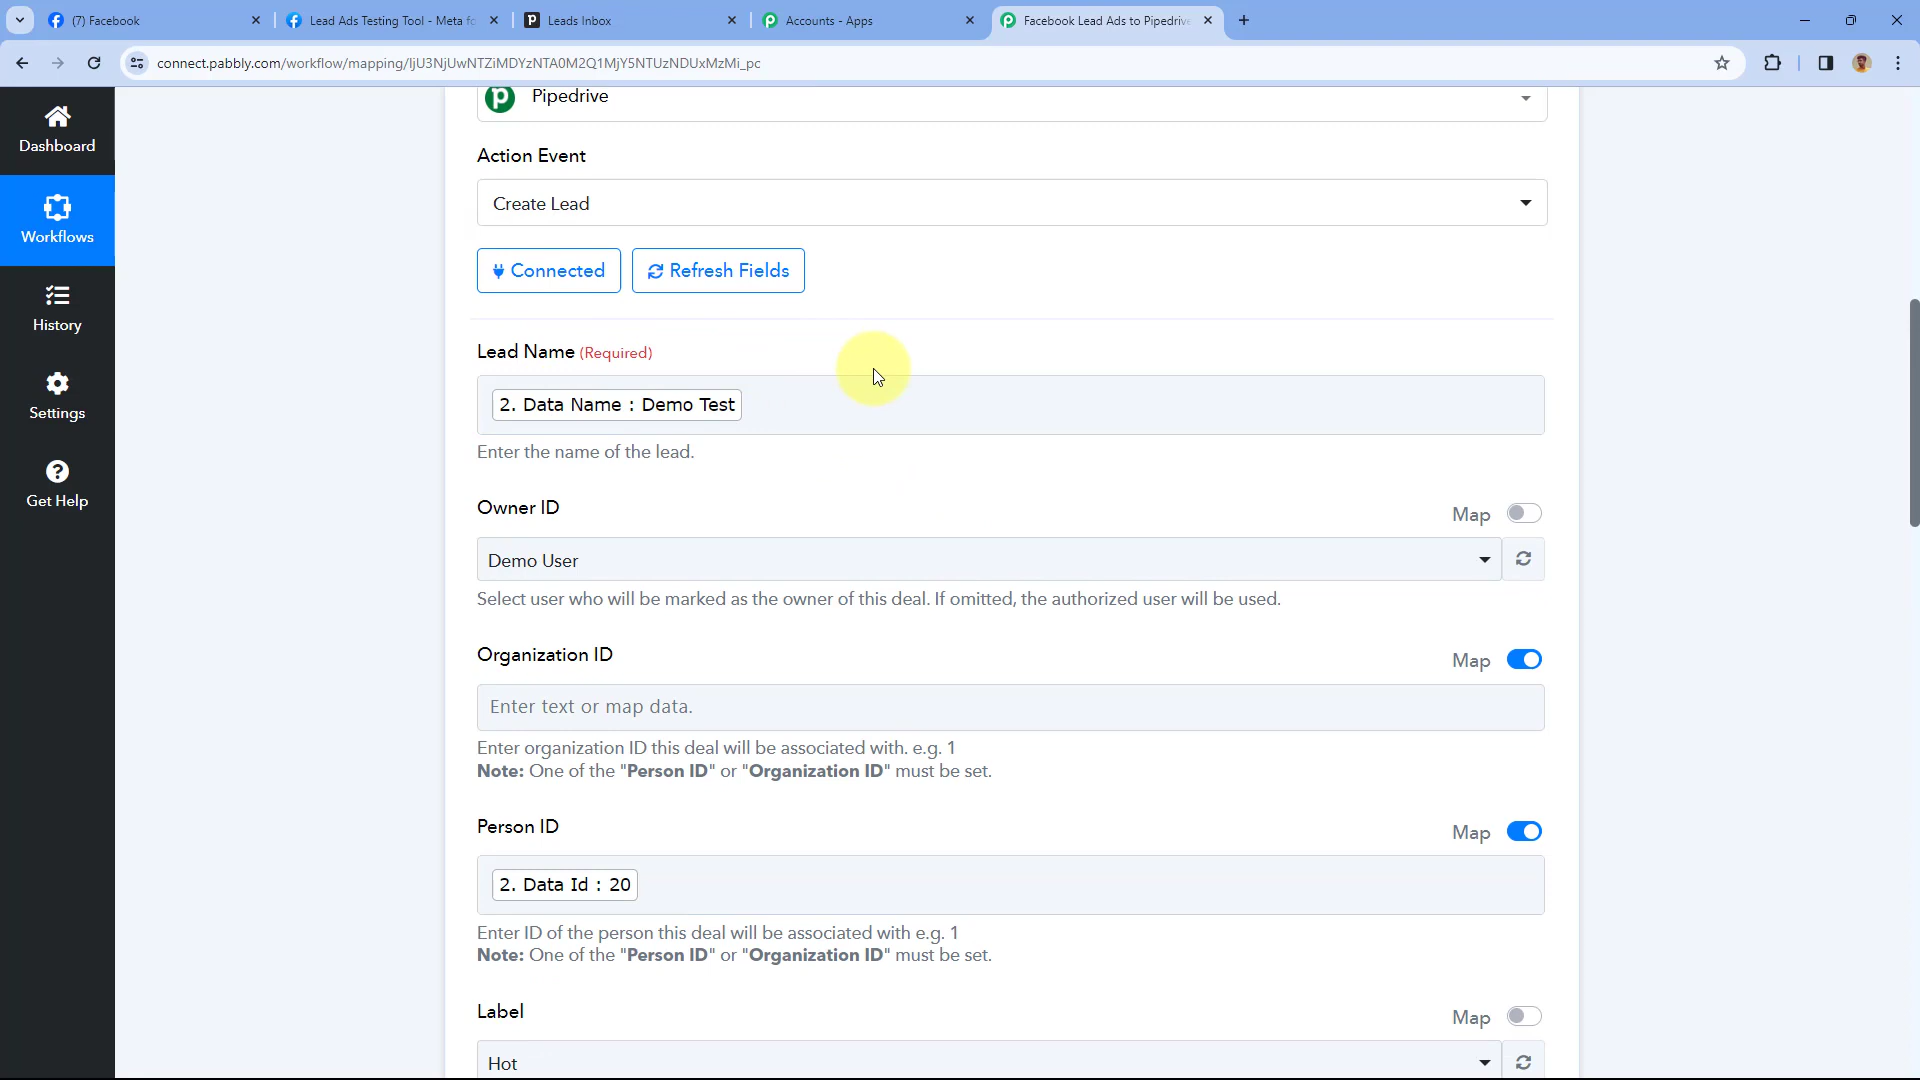 (7) Facebook
Lead Ads Testing Tool - Meta fo
Leads Inbox
Accounts - Apps
Facebook Lead Ads to Pipedrive
connect.pabbly.com/workflow/mapping/IjU3NjUwNTZiMDYzNTA0M2Q1MjY5NTUzNDUxMzMi_pc
Dashboard
Workflows
History
Settings
Get Help
Pipedrive
Action Event
Create Lead
Connected
Refresh Fields
Lead Name (Required)
2. Data Name : Demo Test
Enter the name of the lead.
Owner ID
Map
Demo User
Select user who will be marked as the owner of this deal. If omitted, the authorized user will be used.
Organization ID
Map
Enter text or map data.
Enter organization ID this deal will be associated with. e.g. 1
Note: One of the "Person ID" or "Organization ID" must be set.
Person ID
Map
2. Data Id : 20
Enter ID of the person this deal will be associated with e.g. 1
Note: One of the "Person ID" or "Organization ID" must be set.
Label
Map
Hot